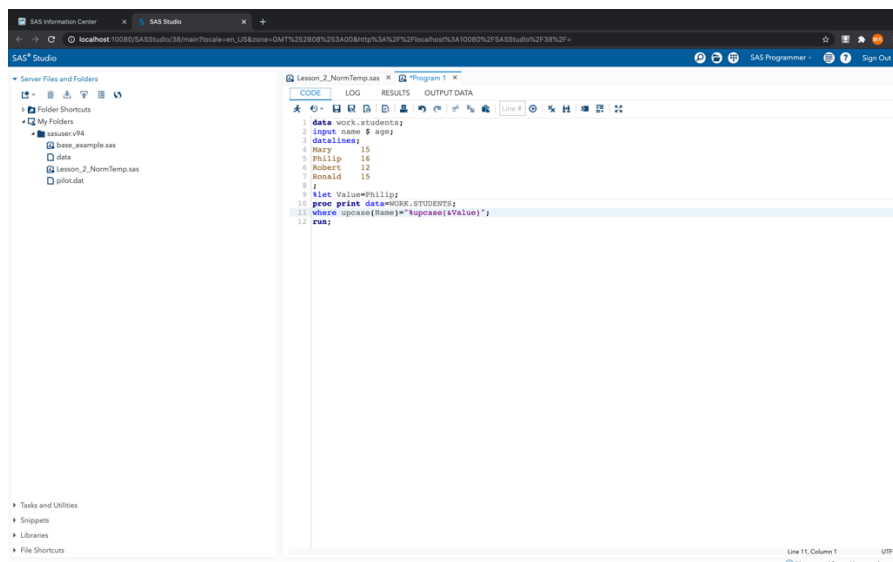 SAS Information Center
SAS Studio
localhost:10080/SASStudio/38/main?locale=en_US&zone=GMT%252B08%253A00&http%3A%2F%2Flocalhost%3A10080%2FSASStudio%2F38%2F=
SAS® Studio
SAS Programmer
Sign Out
Server Files and Folders
Folder Shortcuts
My Folders
sasuser.v94
base_example.sas
data
Lesson_2_NormTemp.sas
pilot.dat
Tasks and Utilities
Snippets
Libraries
File Shortcuts
Lesson_2_NormTemp.sas
*Program 1
CODE LOG RESULTS OUTPUT DATA
Line #
1 data work.students;
2 input name $ age;
3 datalines;
4 Mary 15
5 Philip 16
6 Robert 12
7 Ronald 15
8 ;
9 %let Value=Philip;
10 proc print data=WORK.STUDENTS;
11 where upcase(Name)="%upcase(&Value)";
12 run;
Line 11, Column 1
UTF